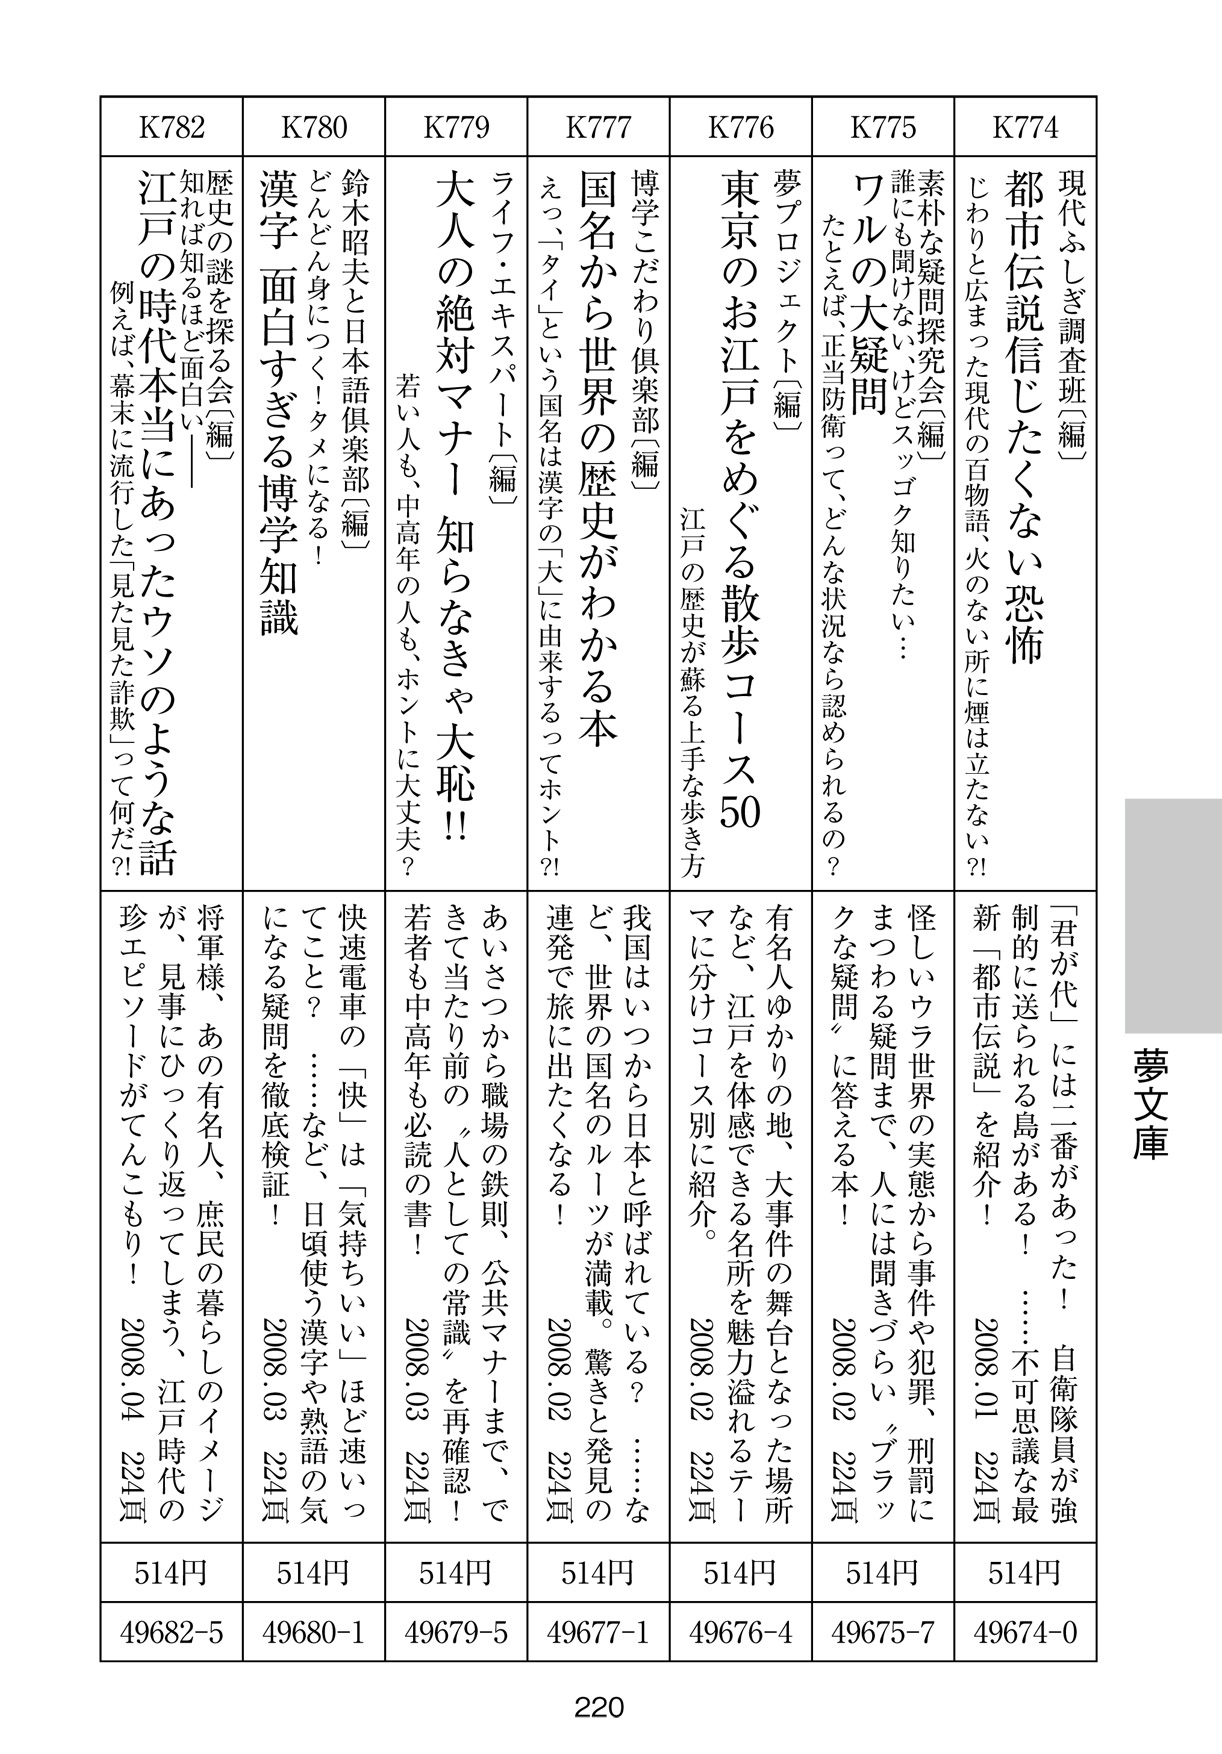 K774
現代ふしぎ調査班〔編〕
都市伝説信じたくない恐怖
じわりと広まった現代の百物語、火のない所に煙は立たない?!
「君が代」には二番があった！　自衛隊員が強
制的に送られる島がある！　……不可思議な最
新「都市伝説」を紹介！　2008.01　224頁
514円
49674-0
K775
素朴な疑問探究会〔編〕
誰にも聞けない、けどスッゴク知りたい…
ワルの大疑問
たとえば、正当防衛って、どんな状況なら認められるの？
怪しいウラ世界の実態から事件や犯罪、刑罰に
まつわる疑問まで、人には聞きづらい〝ブラッ
クな疑問〟に答える本！　2008.02　224頁
514円
49675-7
K776
夢プロジェクト〔編〕
東京のお江戸をめぐる散歩コース50
江戸の歴史が蘇る上手な歩き方
有名人ゆかりの地、大事件の舞台となった場所
など、江戸を体感できる名所を魅力溢れるテー
マに分けコース別に紹介。　2008.02　224頁
514円
49676-4
K777
博学こだわり倶楽部〔編〕
国名から世界の歴史がわかる本
えっ、「タイ」という国名は漢字の「大」に由来するってホント?!
我国はいつから日本と呼ばれている？　……な
ど、世界の国名のルーツが満載。驚きと発見の
連発で旅に出たくなる！　2008.02　224頁
514円
49677-1
K779
ライフ・エキスパート〔編〕
大人の絶対マナー 知らなきゃ大恥!!
若い人も、中高年の人も、ホントに大丈夫？
あいさつから職場の鉄則、公共マナーまで、で
きて当たり前の〝人としての常識〟を再確認！
若者も中高年も必読の書！　2008.03　224頁
514円
49679-5
K780
鈴木昭夫と日本語倶楽部〔編〕
どんどん身につく！タメになる！
漢字 面白すぎる博学知識
快速電車の「快」は「気持ちいい」ほど速いっ
てこと？　……など、日頃使う漢字や熟語の気
になる疑問を徹底検証！　2008.03　224頁
514円
49680-1
K782
歴史の謎を探る会〔編〕
知れば知るほど面白い――
江戸の時代本当にあったウソのような話
例えば、幕末に流行した「見た見た詐欺」って何だ?!
将軍様、あの有名人、庶民の暮らしのイメージ
が、見事にひっくり返ってしまう、江戸時代の
珍エピソードがてんこもり！　2008.04　224頁
514円
49682-5
夢文庫
220